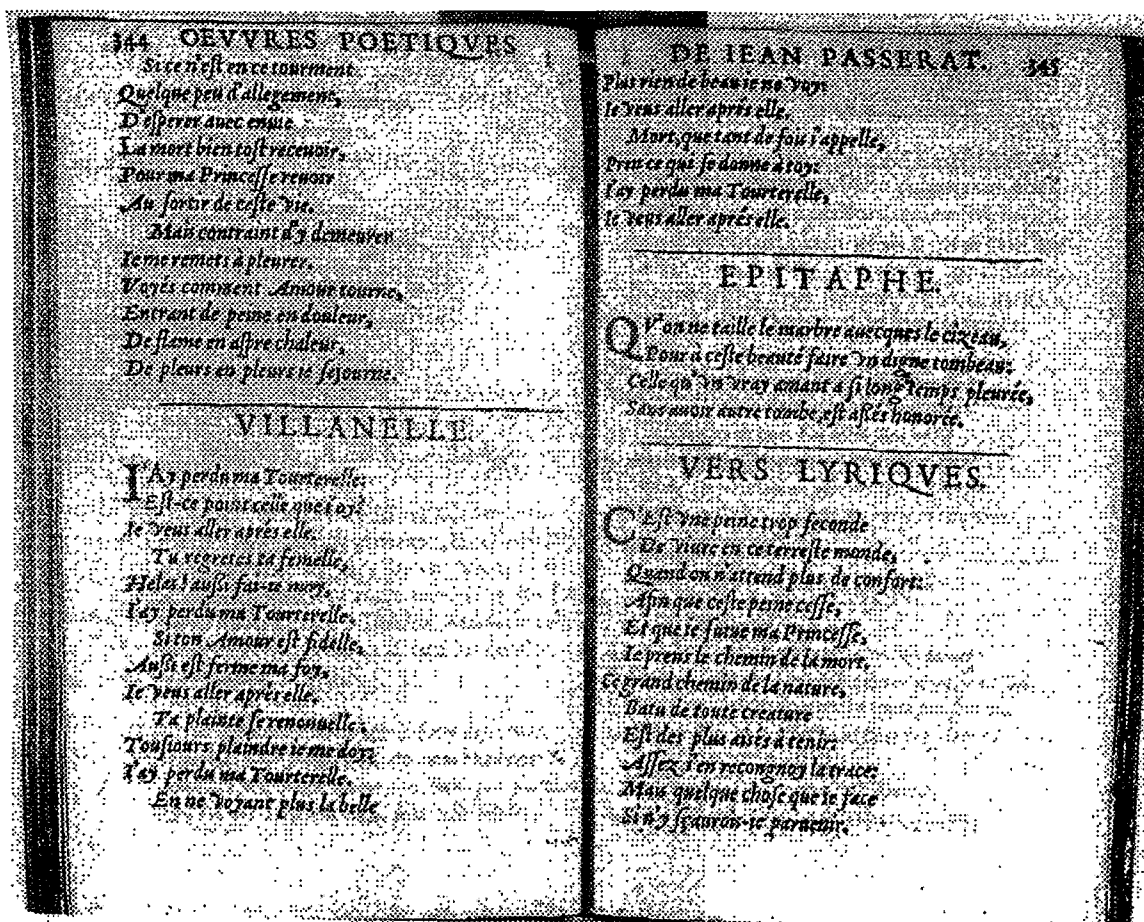 344 OEVVRES POETIQVES
Si ce n'est en ce tourment
Quelque peu d'allegement,
D'esperer auec enuie
La mort bien tost receuoir,
Pour ma Princesse reuoir
Au sortir de ceste vie.
Mais contraint d'y demeurer
Ie me remets à pleurer.
Voyés comment Amour tourne,
Entrant de peine en douleur,
De flame en aspre chaleur,
De pleurs en pleurs ie sejourne.
VILLANELLE.
I'Ay perdu ma Tourterelle:
Est-ce point celle que i'oy?
Ie veus aller aprés elle.
Tu regretes ta femelle,
Helas! aussi fai-ie moy,
I'ay perdu ma Tourterelle.
Si ton Amour est fidelle,
Aussi est ferme ma foy,
Ie veus aller aprés elle.
Ta plainte se renouuelle;
Tousiours plaindre ie me doy:
I'ay perdu ma Tourterelle.
En ne voyant plus la belle
DE IEAN PASSERAT. 345
Plus rien de beau ie ne voy:
Ie veus aller aprés elle.
Mort, que tant de fois i'appelle,
Pren ce qui se donne à toy:
I'ay perdu ma Tourterelle,
Ie veus aller aprés elle.
EPITAPHE.
QV'on ne taille le marbre auecques le cizeau,
Pour à ceste beauté faire vn digne tombeau:
Celle qu'vn vray amant a si long temps pleurée,
Sans auoir autre tombe, est assés honorée.
VERS LYRIQVES.
C'Est vne peine trop feconde
De viure en ce terrestre monde,
Quand on n'attend plus de confort:
Afin que ceste peine cesse,
Et que ie suiue ma Princesse,
Ie prens le chemin de la mort.
Ce grand chemin de la nature,
Batu de toute creature
Est des plus aisés à tenir:
Assez i'en recongnoy la trace:
Mais quelque chose que ie face
Si n'y sçaurois-ie paruenir.